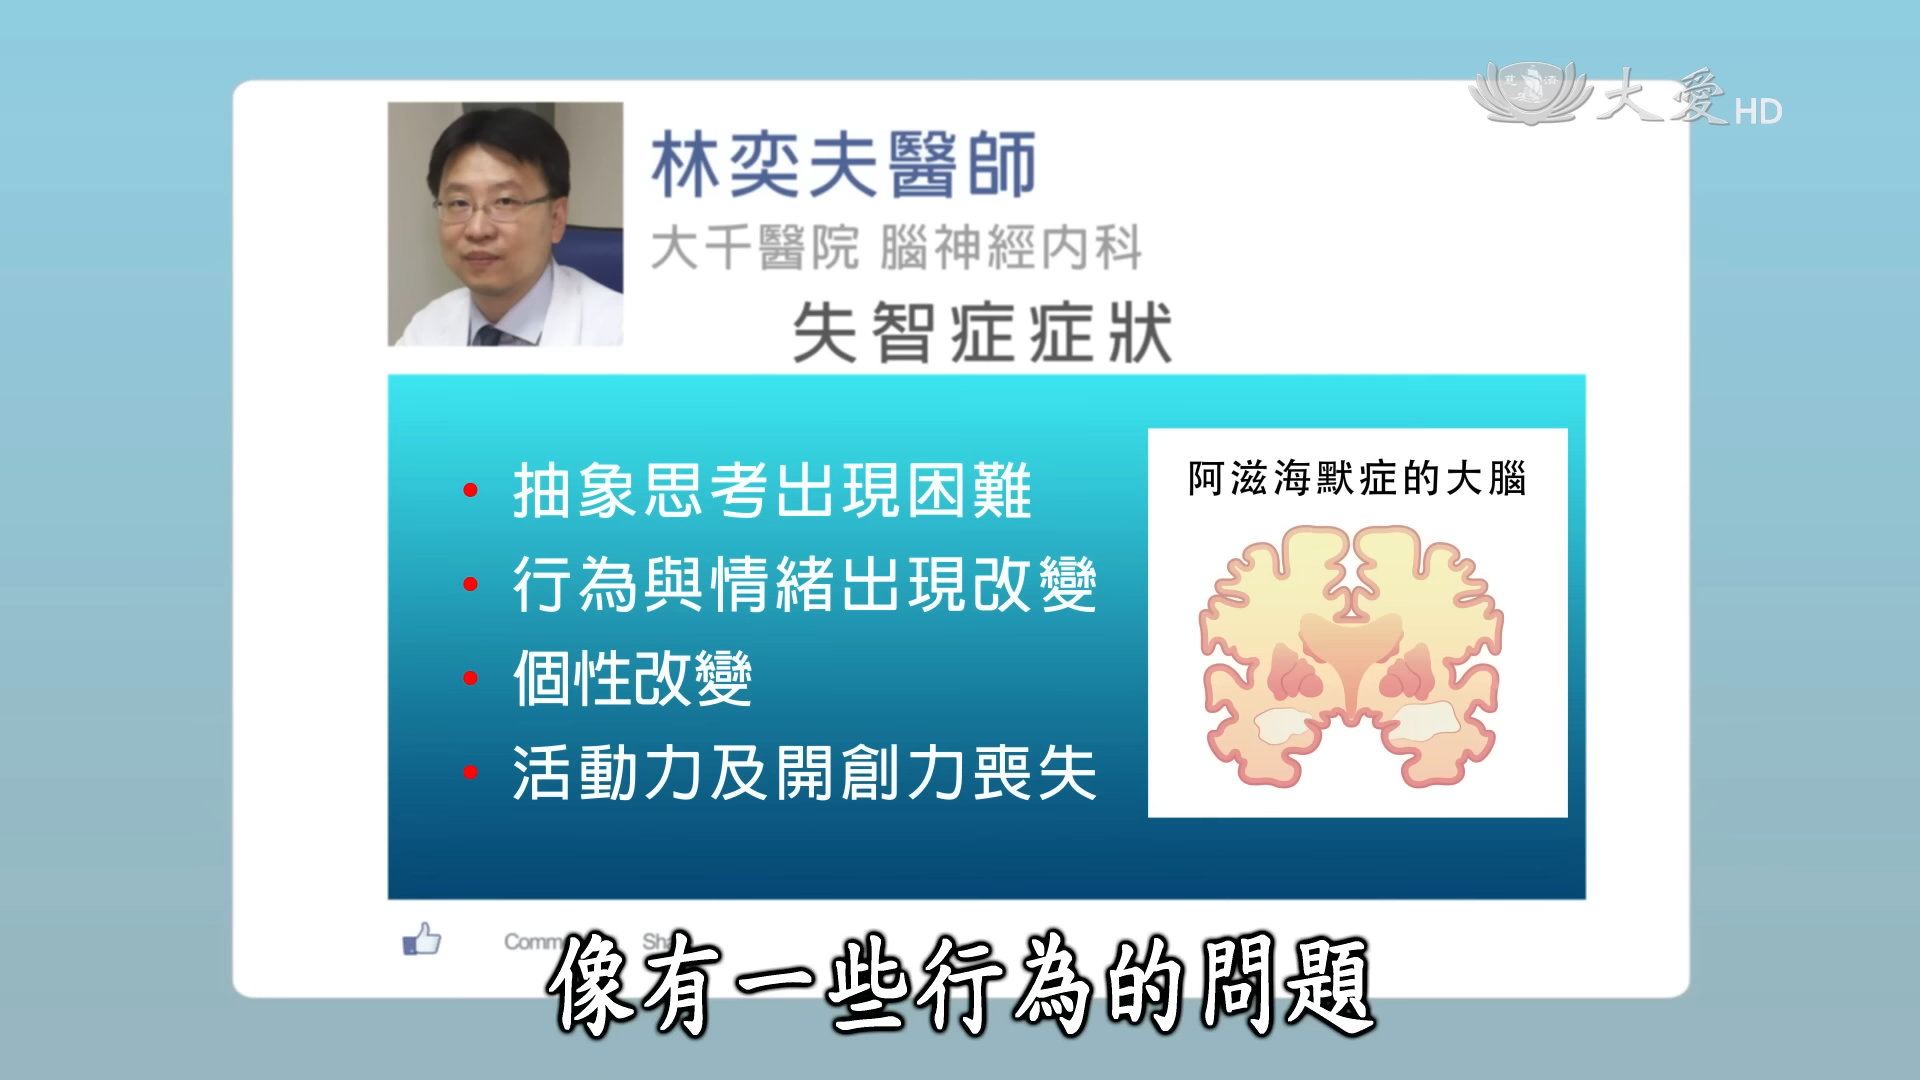 大愛HD
林奕夫醫師
大千醫院 腦神經內科
失智症症狀
• 抽象思考出現困難
• 行為與情緒出現改變
• 個性改變
• 活動力及開創力喪失
阿滋海默症的大腦
像有一些行為的問題